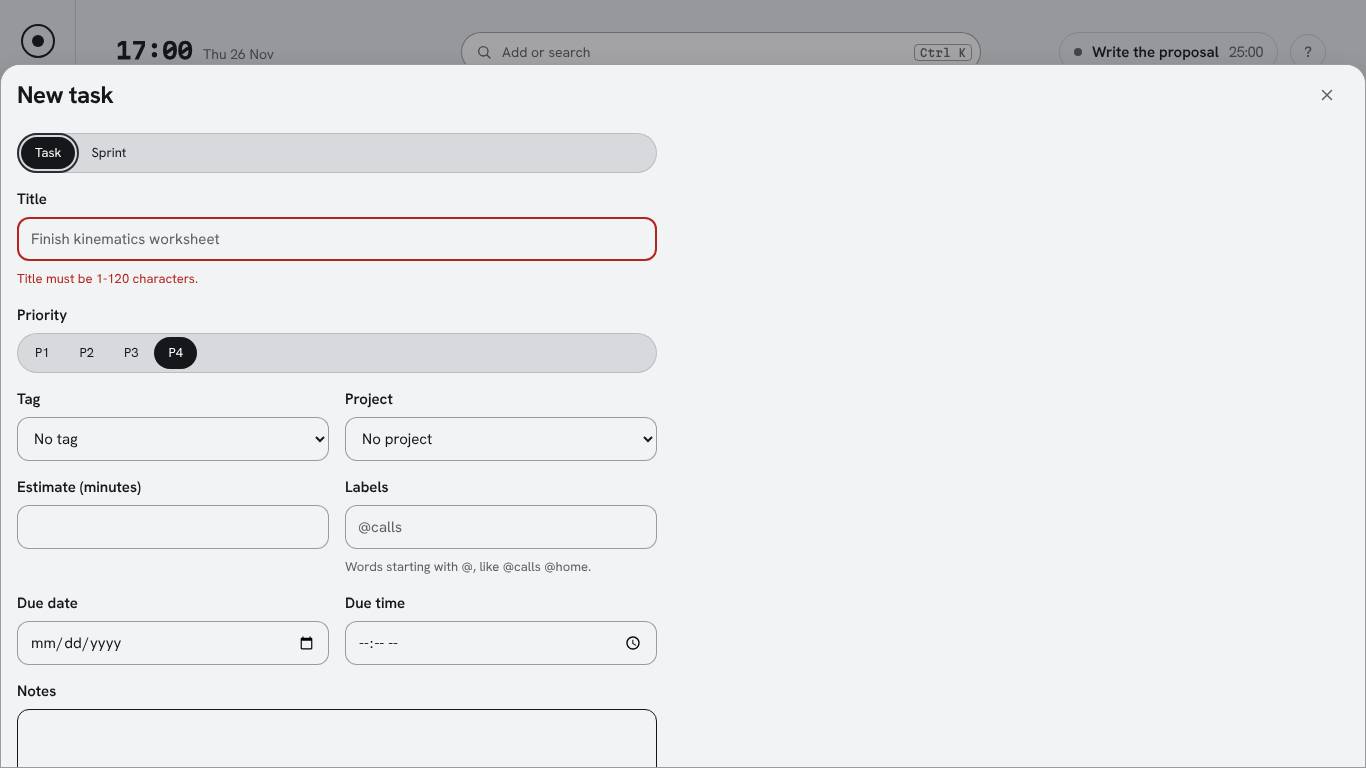 17:00 Thu 26 Nov
Add or search Ctrl K
Write the proposal 25:00 ?
New task
Task Sprint
Title
Finish kinematics worksheet
Title must be 1-120 characters.
Priority
P1 P2 P3 P4
Tag Project
No tag No project
Estimate (minutes) Labels
@calls
Words starting with @, like @calls @home.
Due date Due time
mm/dd/yyyy --:-- --
Notes